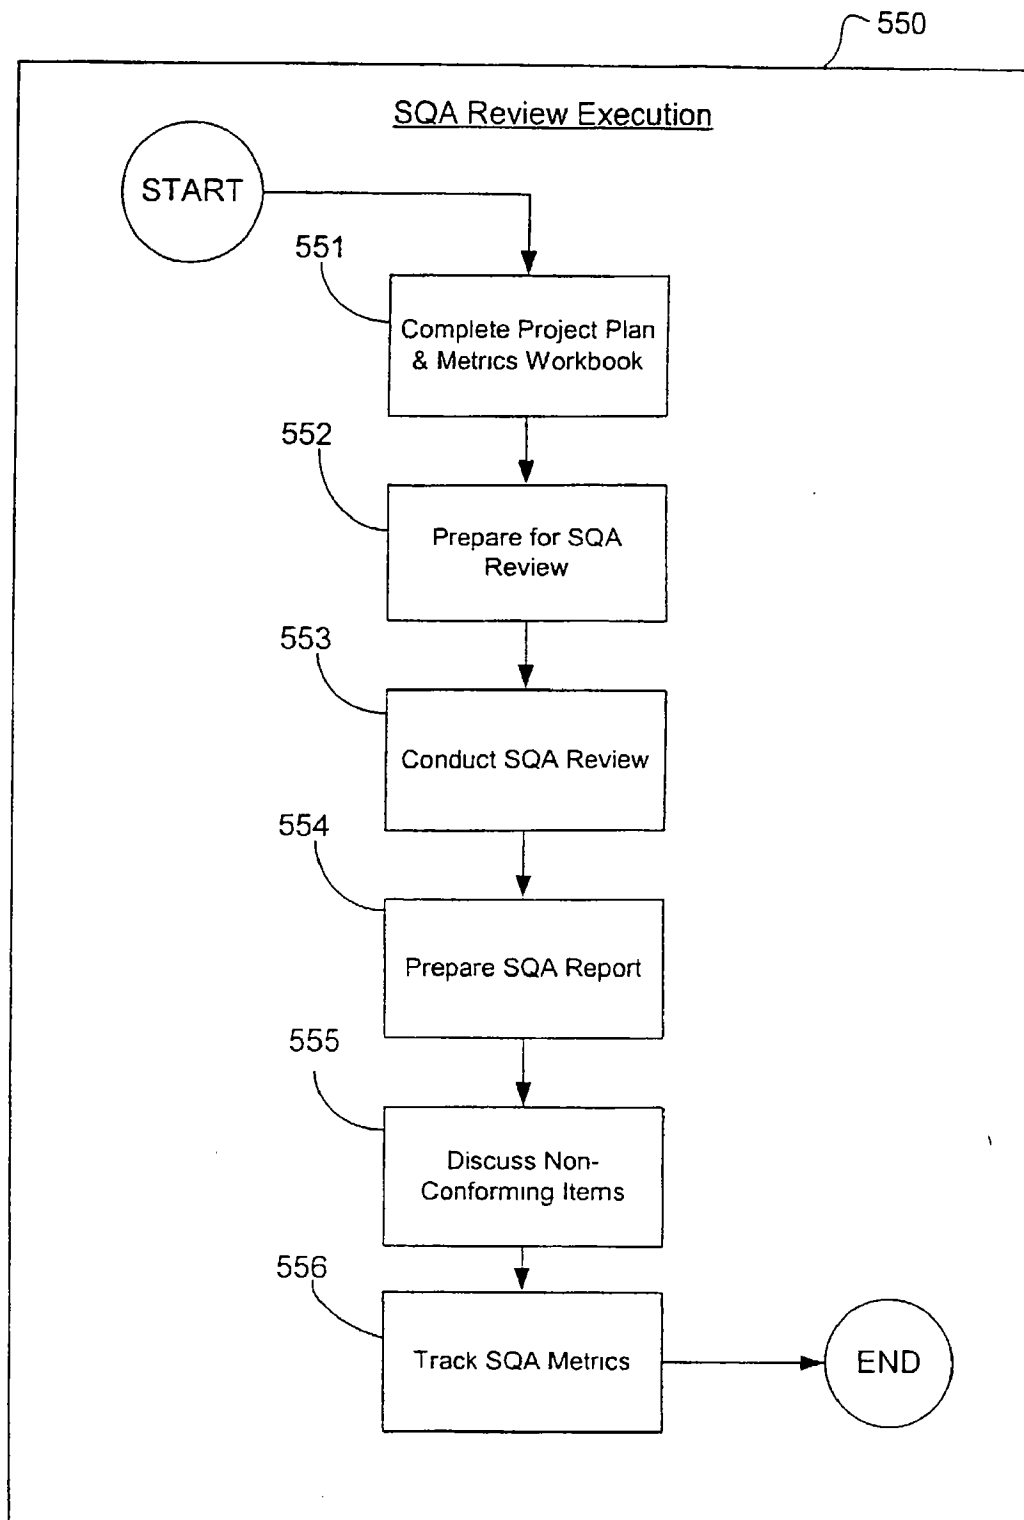 550
SQA Review Execution
START
551
Complete Project Plan
& Metrics Workbook
552
Prepare for SQA
Review
553
Conduct SQA Review
554
Prepare SQA Report
555
Discuss Non-
Conforming Items
556
Track SQA Metrics
END